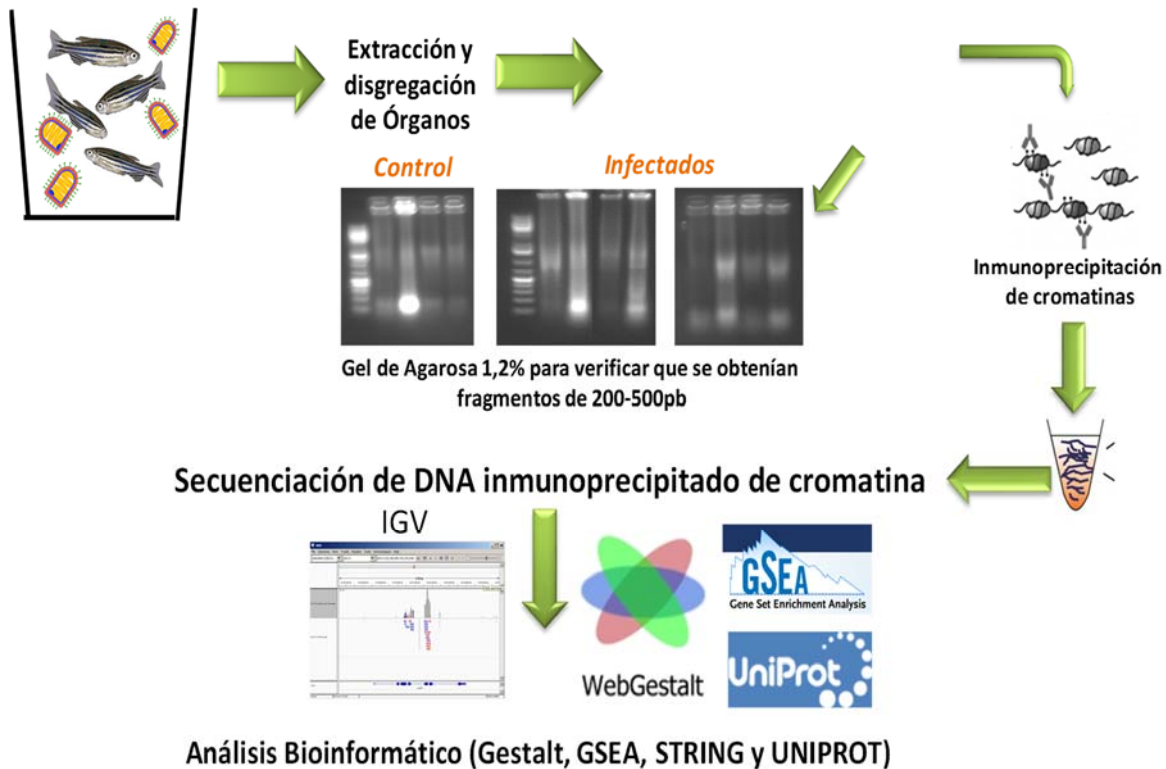 Extracción y
disgregación
de Órganos
Control
Infectados
Inmunoprecipitación
de cromatinas
Gel de Agarosa 1,2% para verificar que se obtenían
fragmentos de 200-500pb
Secuenciación de DNA inmunoprecipitado de cromatina
IGV
GSEA
Gene Set Enrichment Analysis
WebGestalt
UniProt
Análisis Bioinformático (Gestalt, GSEA, STRING y UNIPROT)